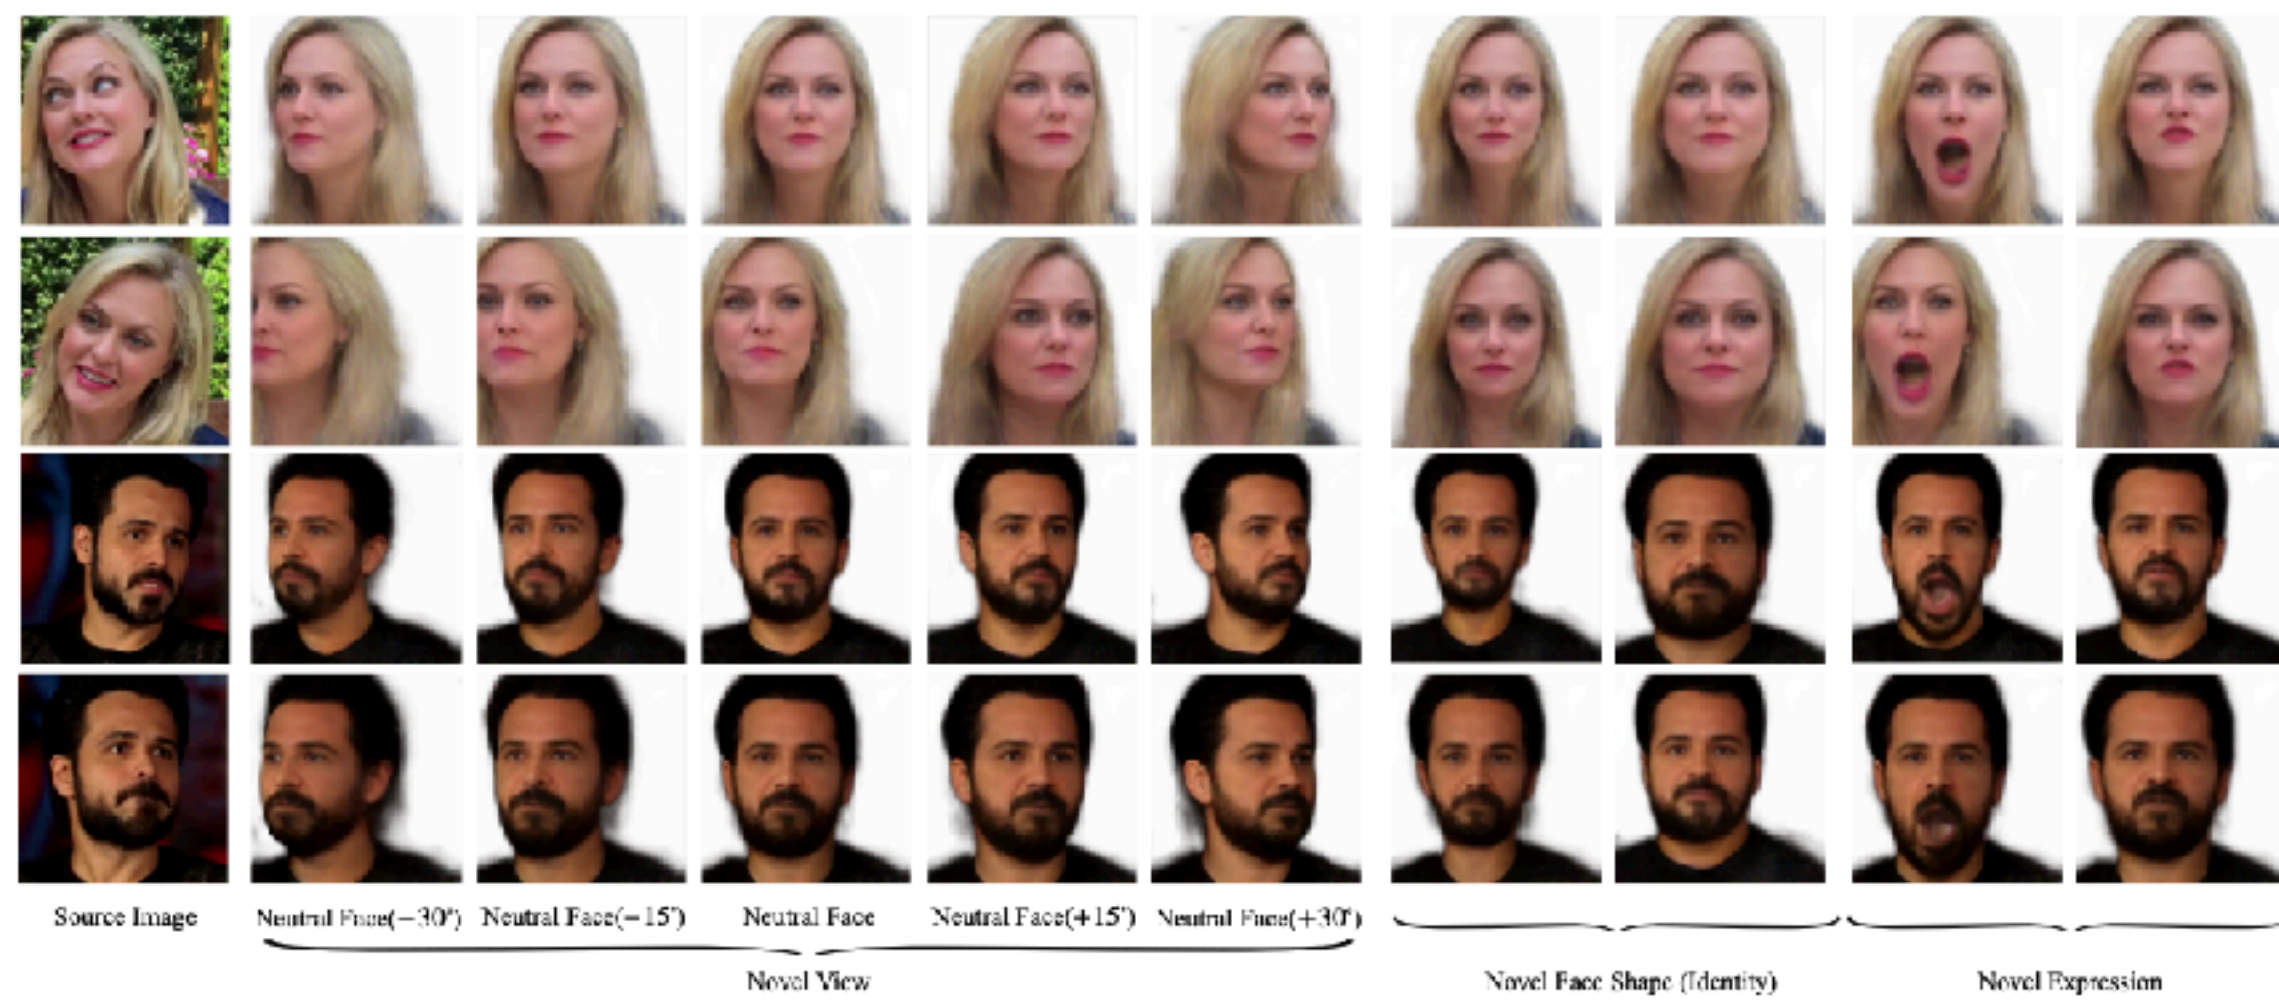 Source Image
Neutral Face(−30°)
Neutral Face(−15°)
Neutral Face
Neutral Face(+15°)
Neutral Face(+30°)
Novel View
Novel Face Shape (Identity)
Novel Expression